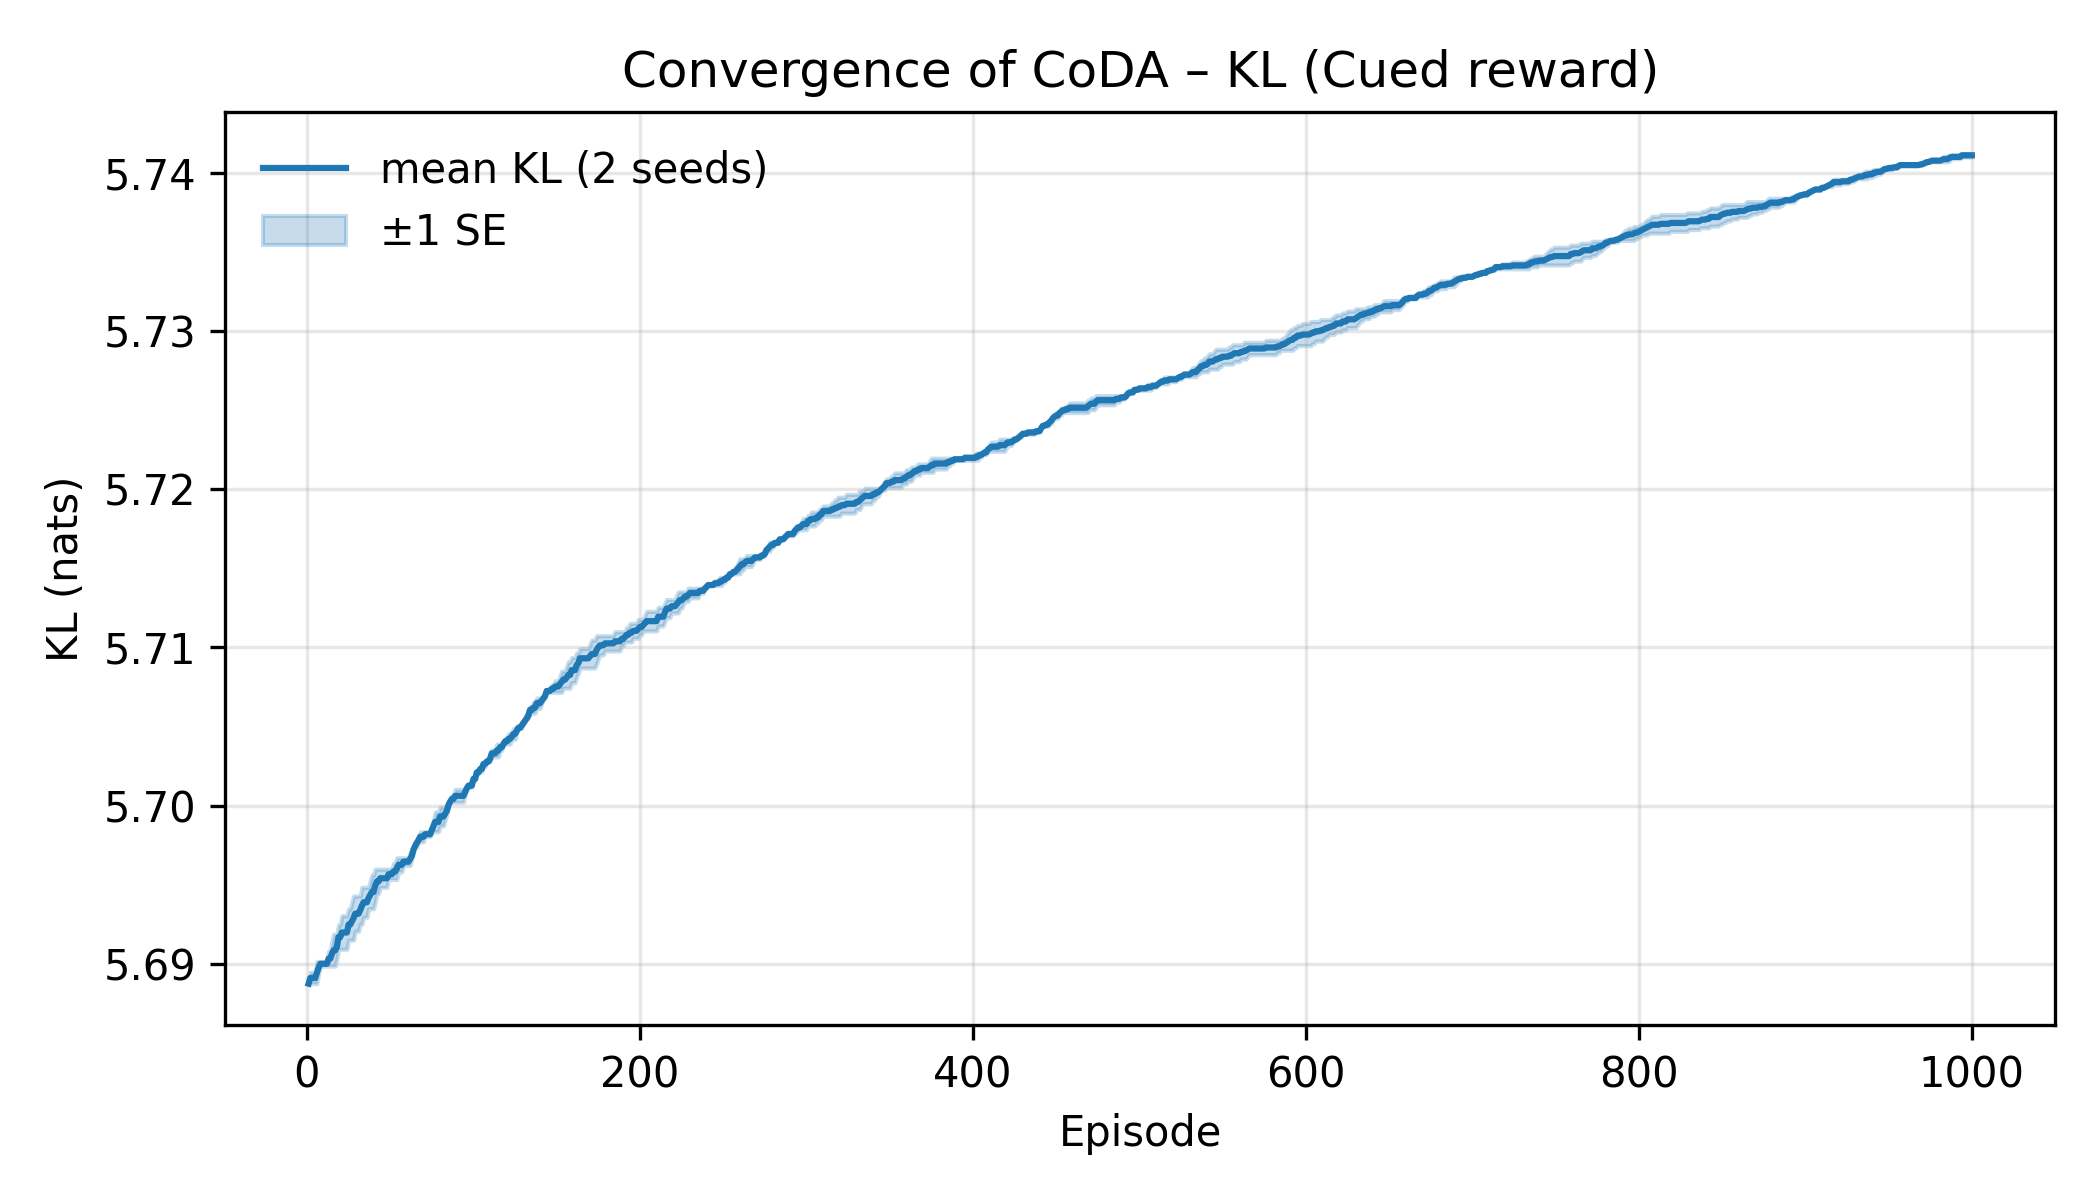 Convergence of CoDA – KL (Cued reward)
mean KL (2 seeds)
±1 SE
KL (nats)
5.74
5.73
5.72
5.71
5.70
5.69
0 200 400 600 800 1000
Episode